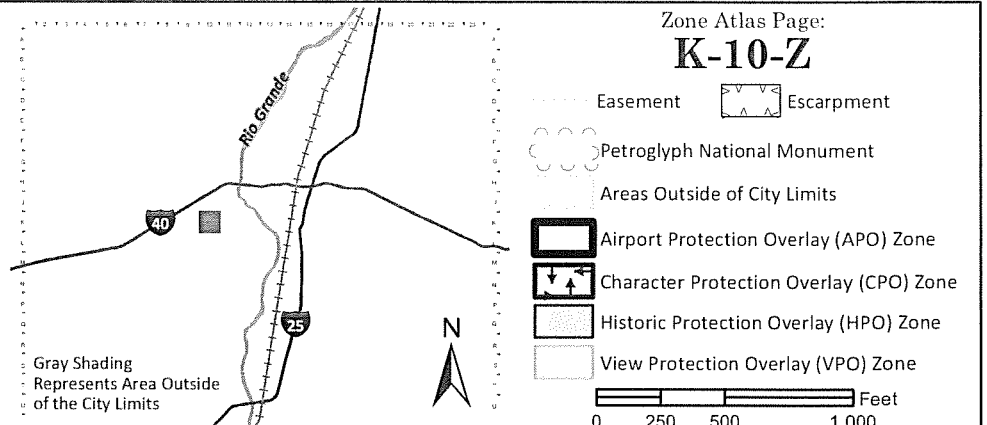 Rio Grande
40
25
N
Gray Shading
Represents Area Outside
of the City Limits
Zone Atlas Page:
K-10-Z
Easement
Escarpment
Petroglyph National Monument
Areas Outside of City Limits
Airport Protection Overlay (APO) Zone
Character Protection Overlay (CPO) Zone
Historic Protection Overlay (HPO) Zone
View Protection Overlay (VPO) Zone
Feet
0 250 500 1,000